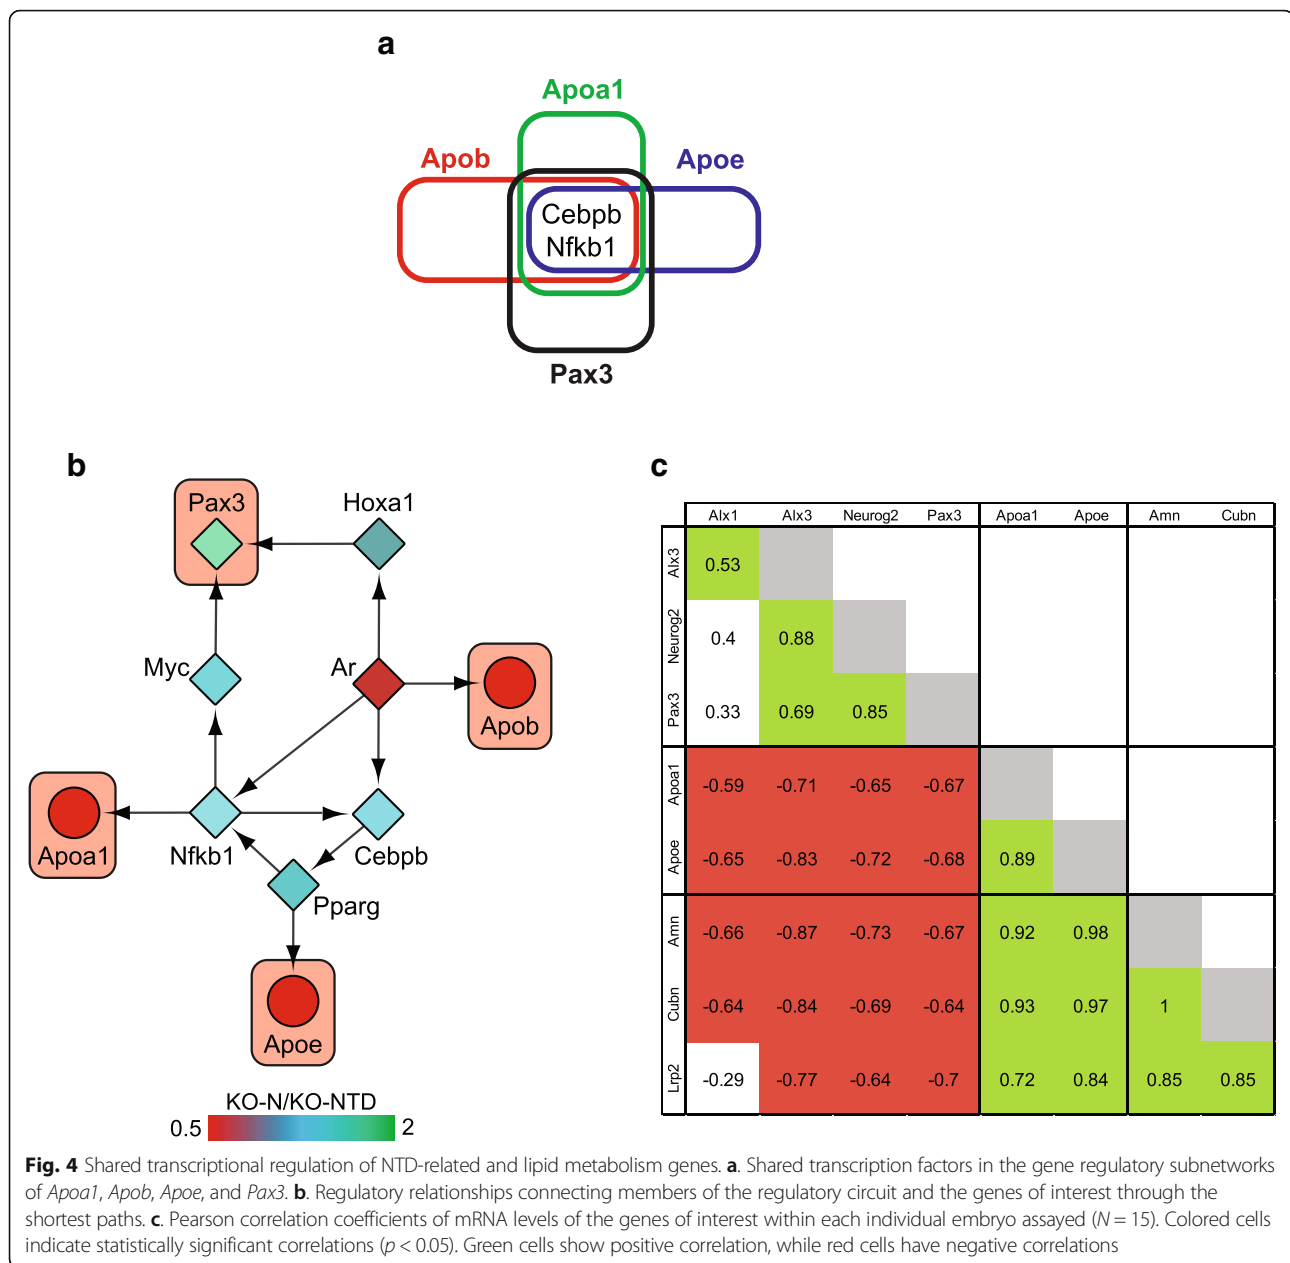 a
Apoa1
Apob
Apoe
Cebpb
Nfkb1
Pax3
b
Pax3
Hoxa1
Myc
Ar
Apob
Apoa1
Nfkb1
Cebpb
Pparg
Apoe
KO-N/KO-NTD
0.5
2
c
Alx1 Alx3 Neurog2 Pax3 Apoa1 Apoe Amn Cubn
Alx3 0.53
Neurog2 0.4 0.88
Pax3 0.33 0.69 0.85
Apoa1 -0.59 -0.71 -0.65 -0.67
Apoe -0.65 -0.83 -0.72 -0.68 0.89
Amn -0.66 -0.87 -0.73 -0.67 0.92 0.98
Cubn -0.64 -0.84 -0.69 -0.64 0.93 0.97 1
Lrp2 -0.29 -0.77 -0.64 -0.7 0.72 0.84 0.85 0.85
Fig. 4 Shared transcriptional regulation of NTD-related and lipid metabolism genes. a. Shared transcription factors in the gene regulatory subnetworks
of Apoa1, Apob, Apoe, and Pax3. b. Regulatory relationships connecting members of the regulatory circuit and the genes of interest through the
shortest paths. c. Pearson correlation coefficients of mRNA levels of the genes of interest within each individual embryo assayed (N = 15). Colored cells
indicate statistically significant correlations (p < 0.05). Green cells show positive correlation, while red cells have negative correlations